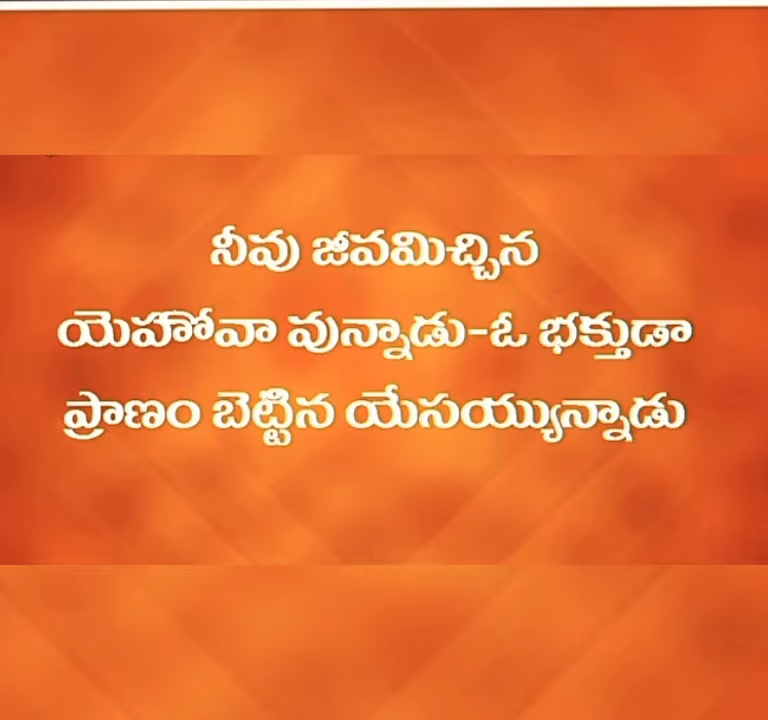 నీవు జీవమిచ్చిన
యెహోవా వున్నాడు-ఓ భక్తుడా
ప్రాణం బెట్టిన యేసయ్యున్నాడు